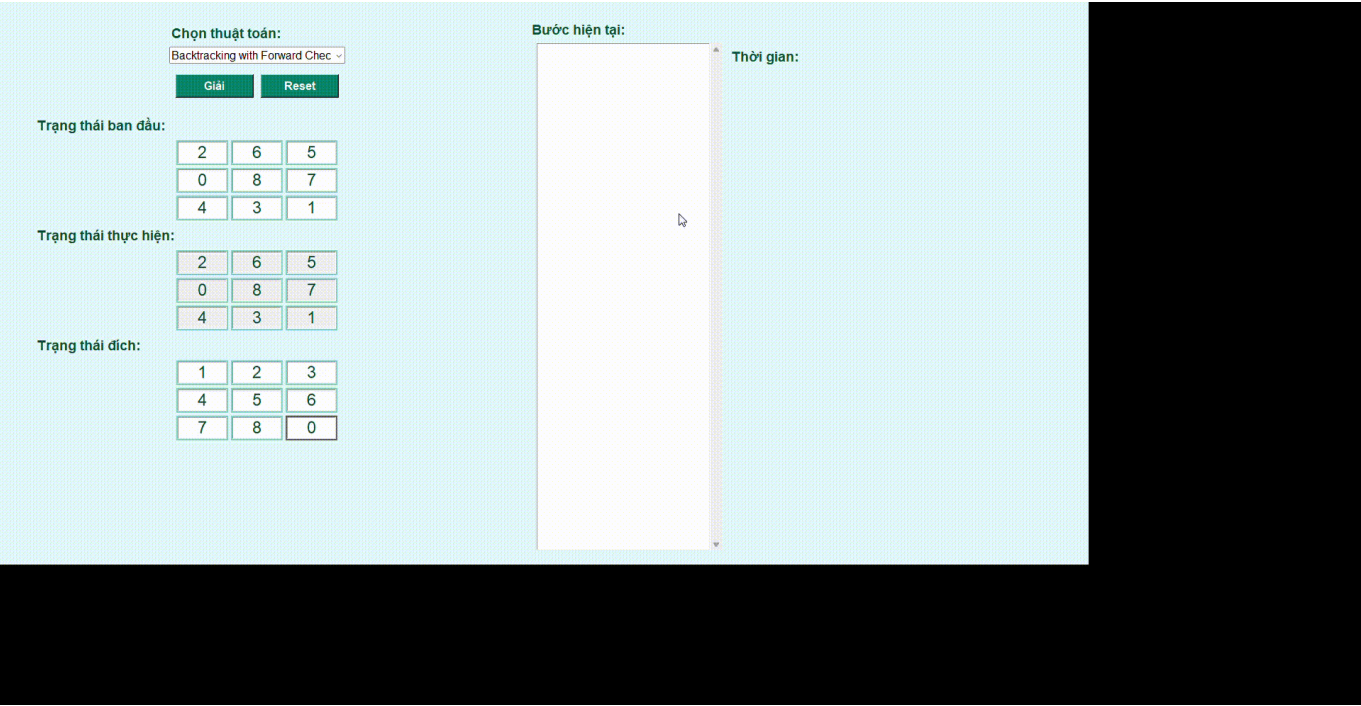 Chọn thuật toán:
Backtracking with Forward Chec
Giải Reset
Trạng thái ban đầu:
2 6 5
0 8 7
4 3 1
Trạng thái thực hiện:
2 6 5
0 8 7
4 3 1
Trạng thái đích:
1 2 3
4 5 6
7 8 0
Bước hiện tại:
Thời gian: